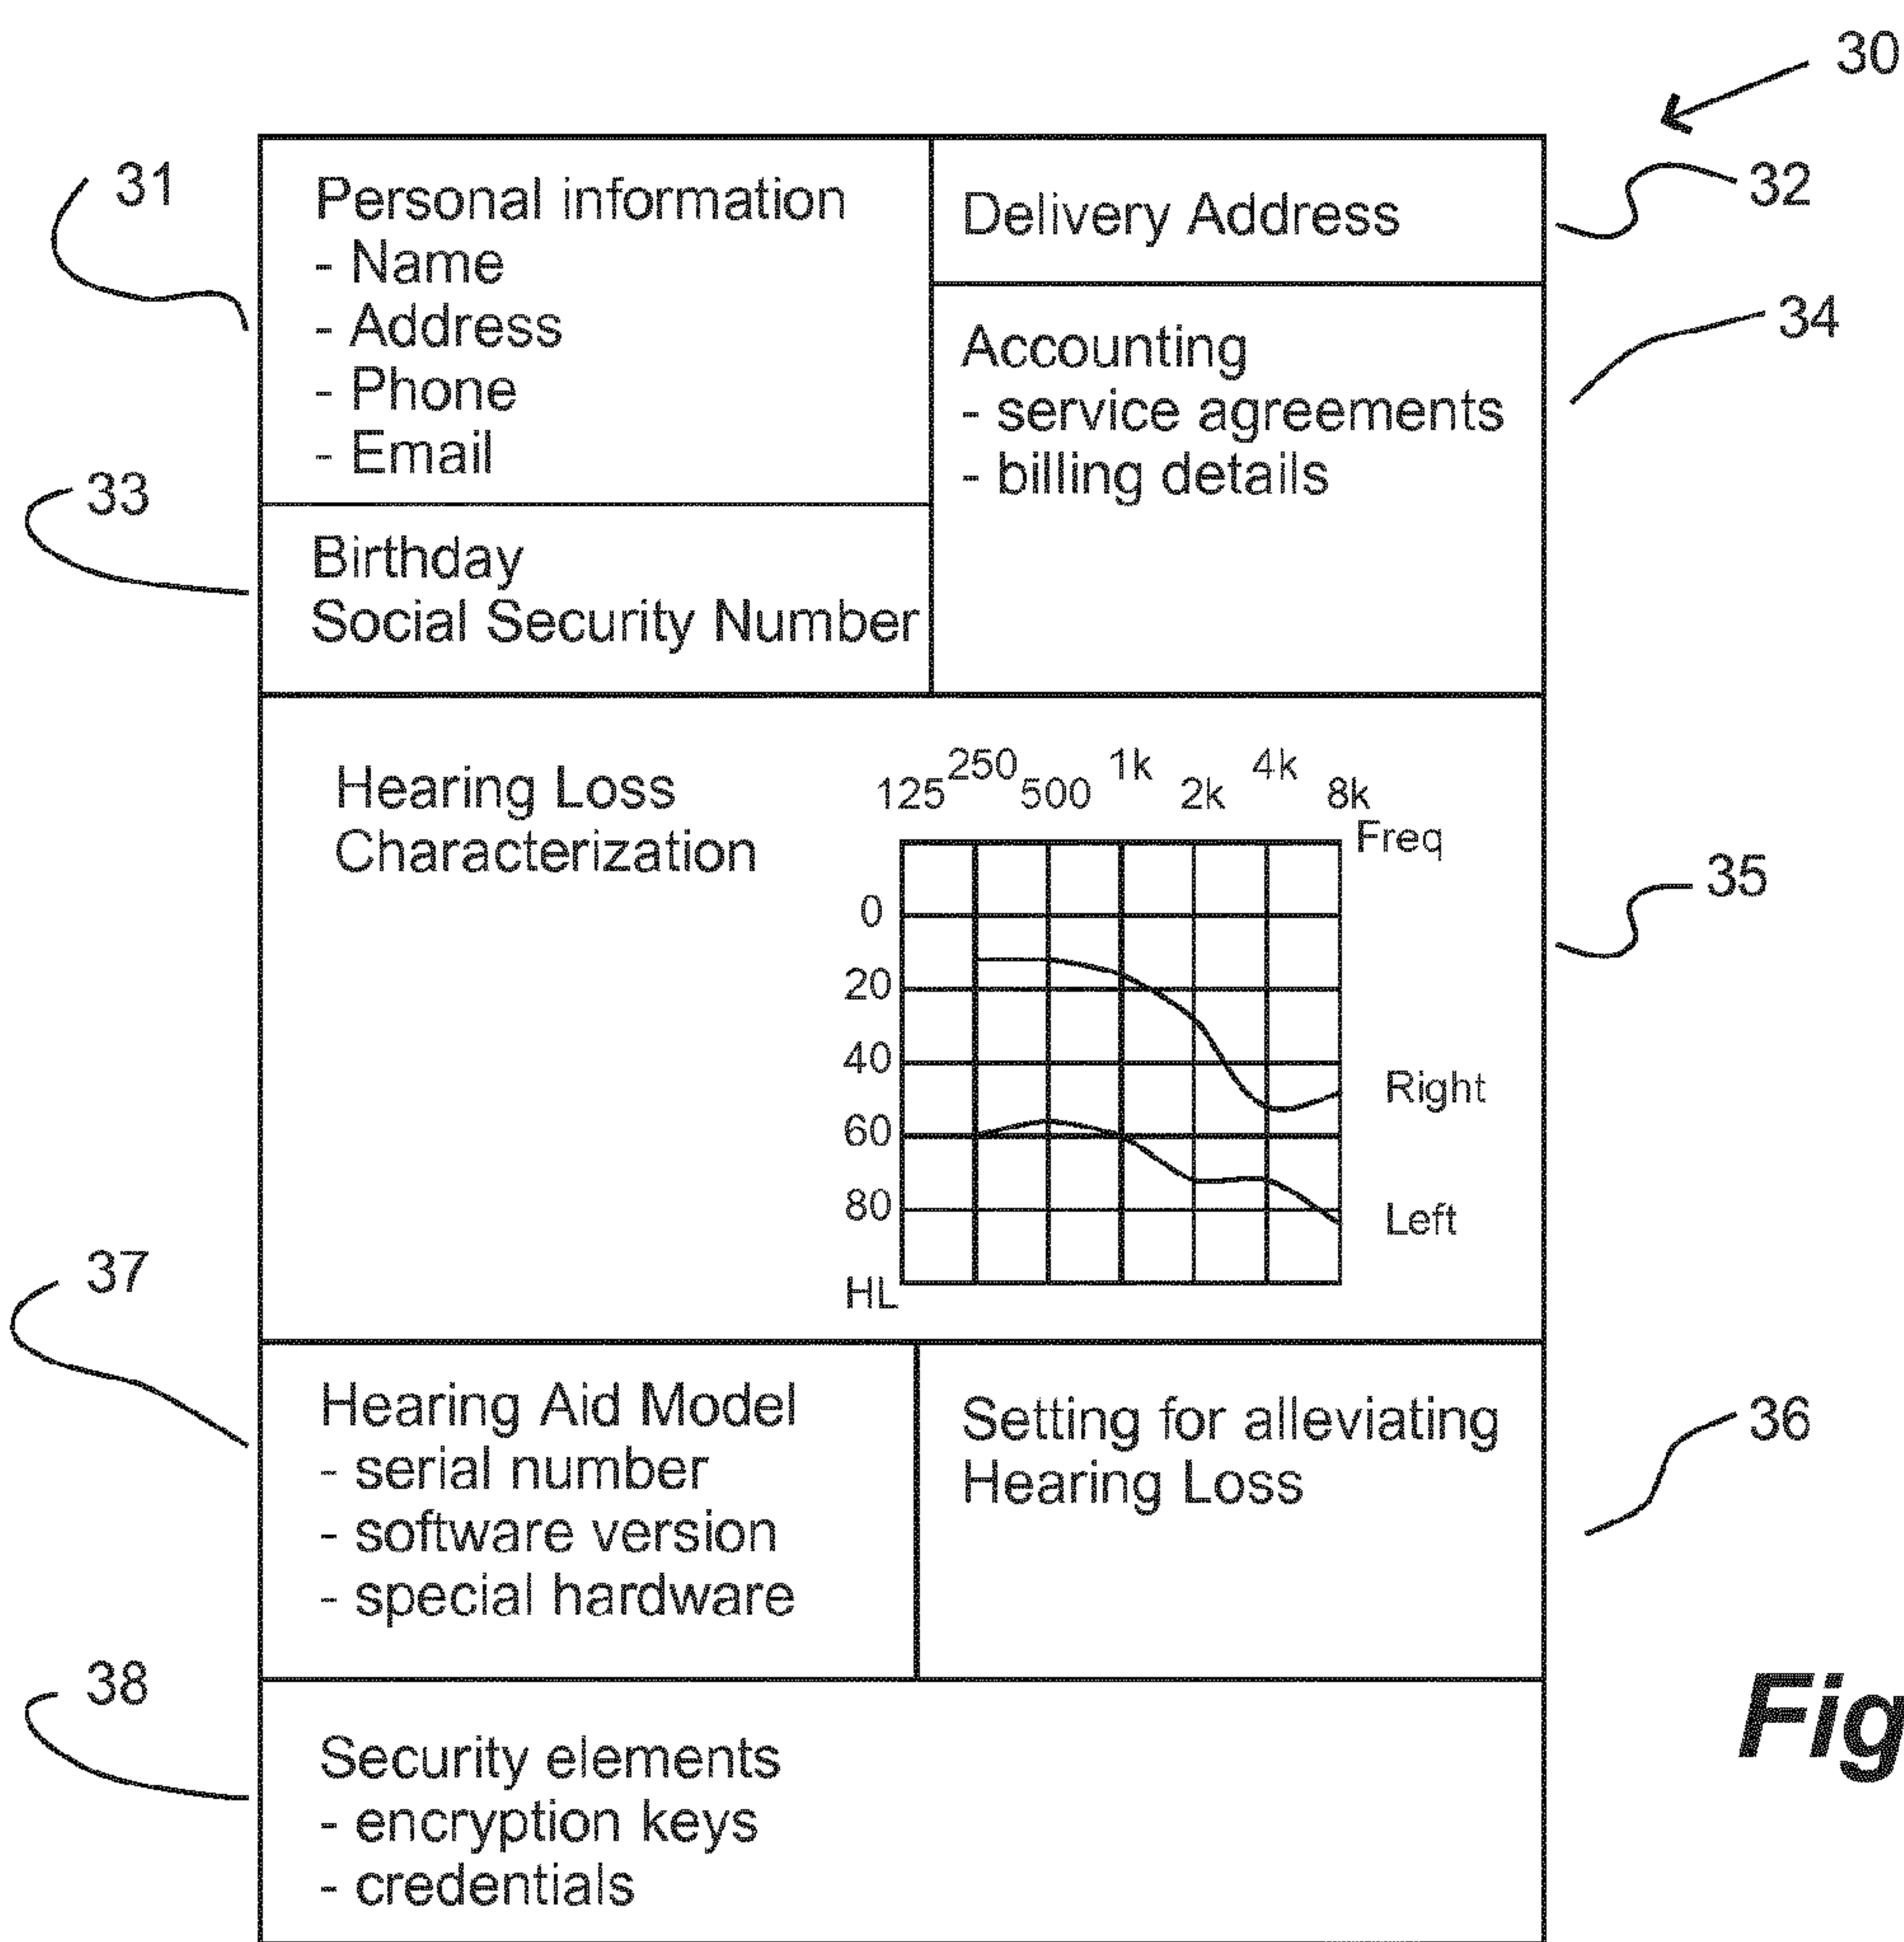 30
31
Personal information
- Name
- Address
- Phone
- Email
Delivery Address
32
Accounting
- service agreements
- billing details
34
33
Birthday
Social Security Number
Hearing Loss
Characterization
125 250 500 1k 2k 4k 8k
Freq
0
20
40
60
80
HL
Right
Left
35
37
Hearing Aid Model
- serial number
- software version
- special hardware
Setting for alleviating
Hearing Loss
36
38
Security elements
- encryption keys
- credentials
Fig